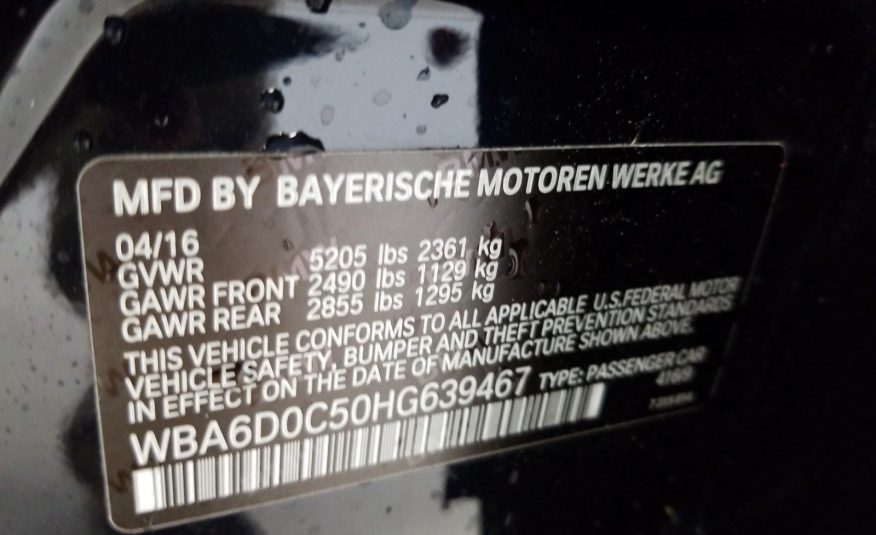 MFD BY BAYERISCHE MOTOREN WERKE AG
04/16
GVWR 5205 lbs 2361 kg
GAWR FRONT 2490 lbs 1129 kg
GAWR REAR 2855 lbs 1295 kg
THIS VEHICLE CONFORMS TO ALL APPLICABLE U.S.FEDERAL MOTOR
VEHICLE SAFETY, BUMPER AND THEFT PREVENTION STANDARDS
IN EFFECT ON THE DATE OF MANUFACTURE SHOWN ABOVE.
WBA6D0C50HG639467 TYPE: PASSENGER CAR